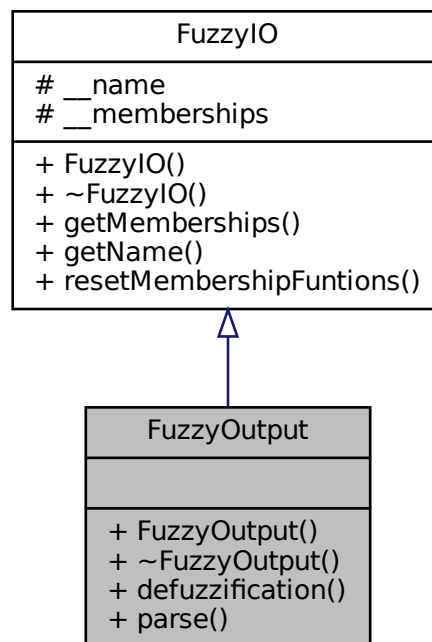 FuzzyIO
# __name
# __memberships
+ FuzzyIO()
+ ~FuzzyIO()
+ getMemberships()
+ getName()
+ resetMembershipFuntions()
FuzzyOutput
+ FuzzyOutput()
+ ~FuzzyOutput()
+ defuzzification()
+ parse()